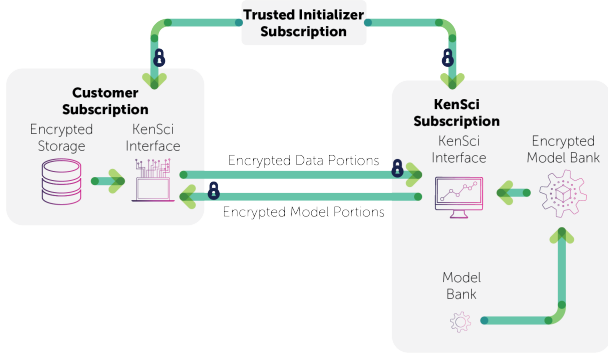 Trusted Initializer
Subscription
Customer
Subscription
Encrypted
Storage
KenSci
Interface
Encrypted Data Portions
Encrypted Model Portions
KenSci
Subscription
KenSci
Interface
Encrypted
Model Bank
Model
Bank